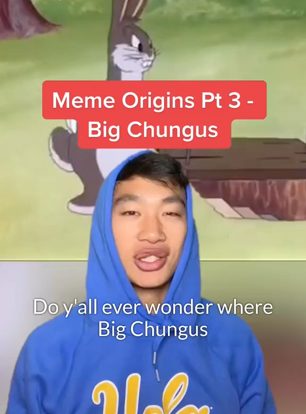 Meme Origins Pt 3 -
Big Chungus
Do y'all ever wonder where
Big Chungus